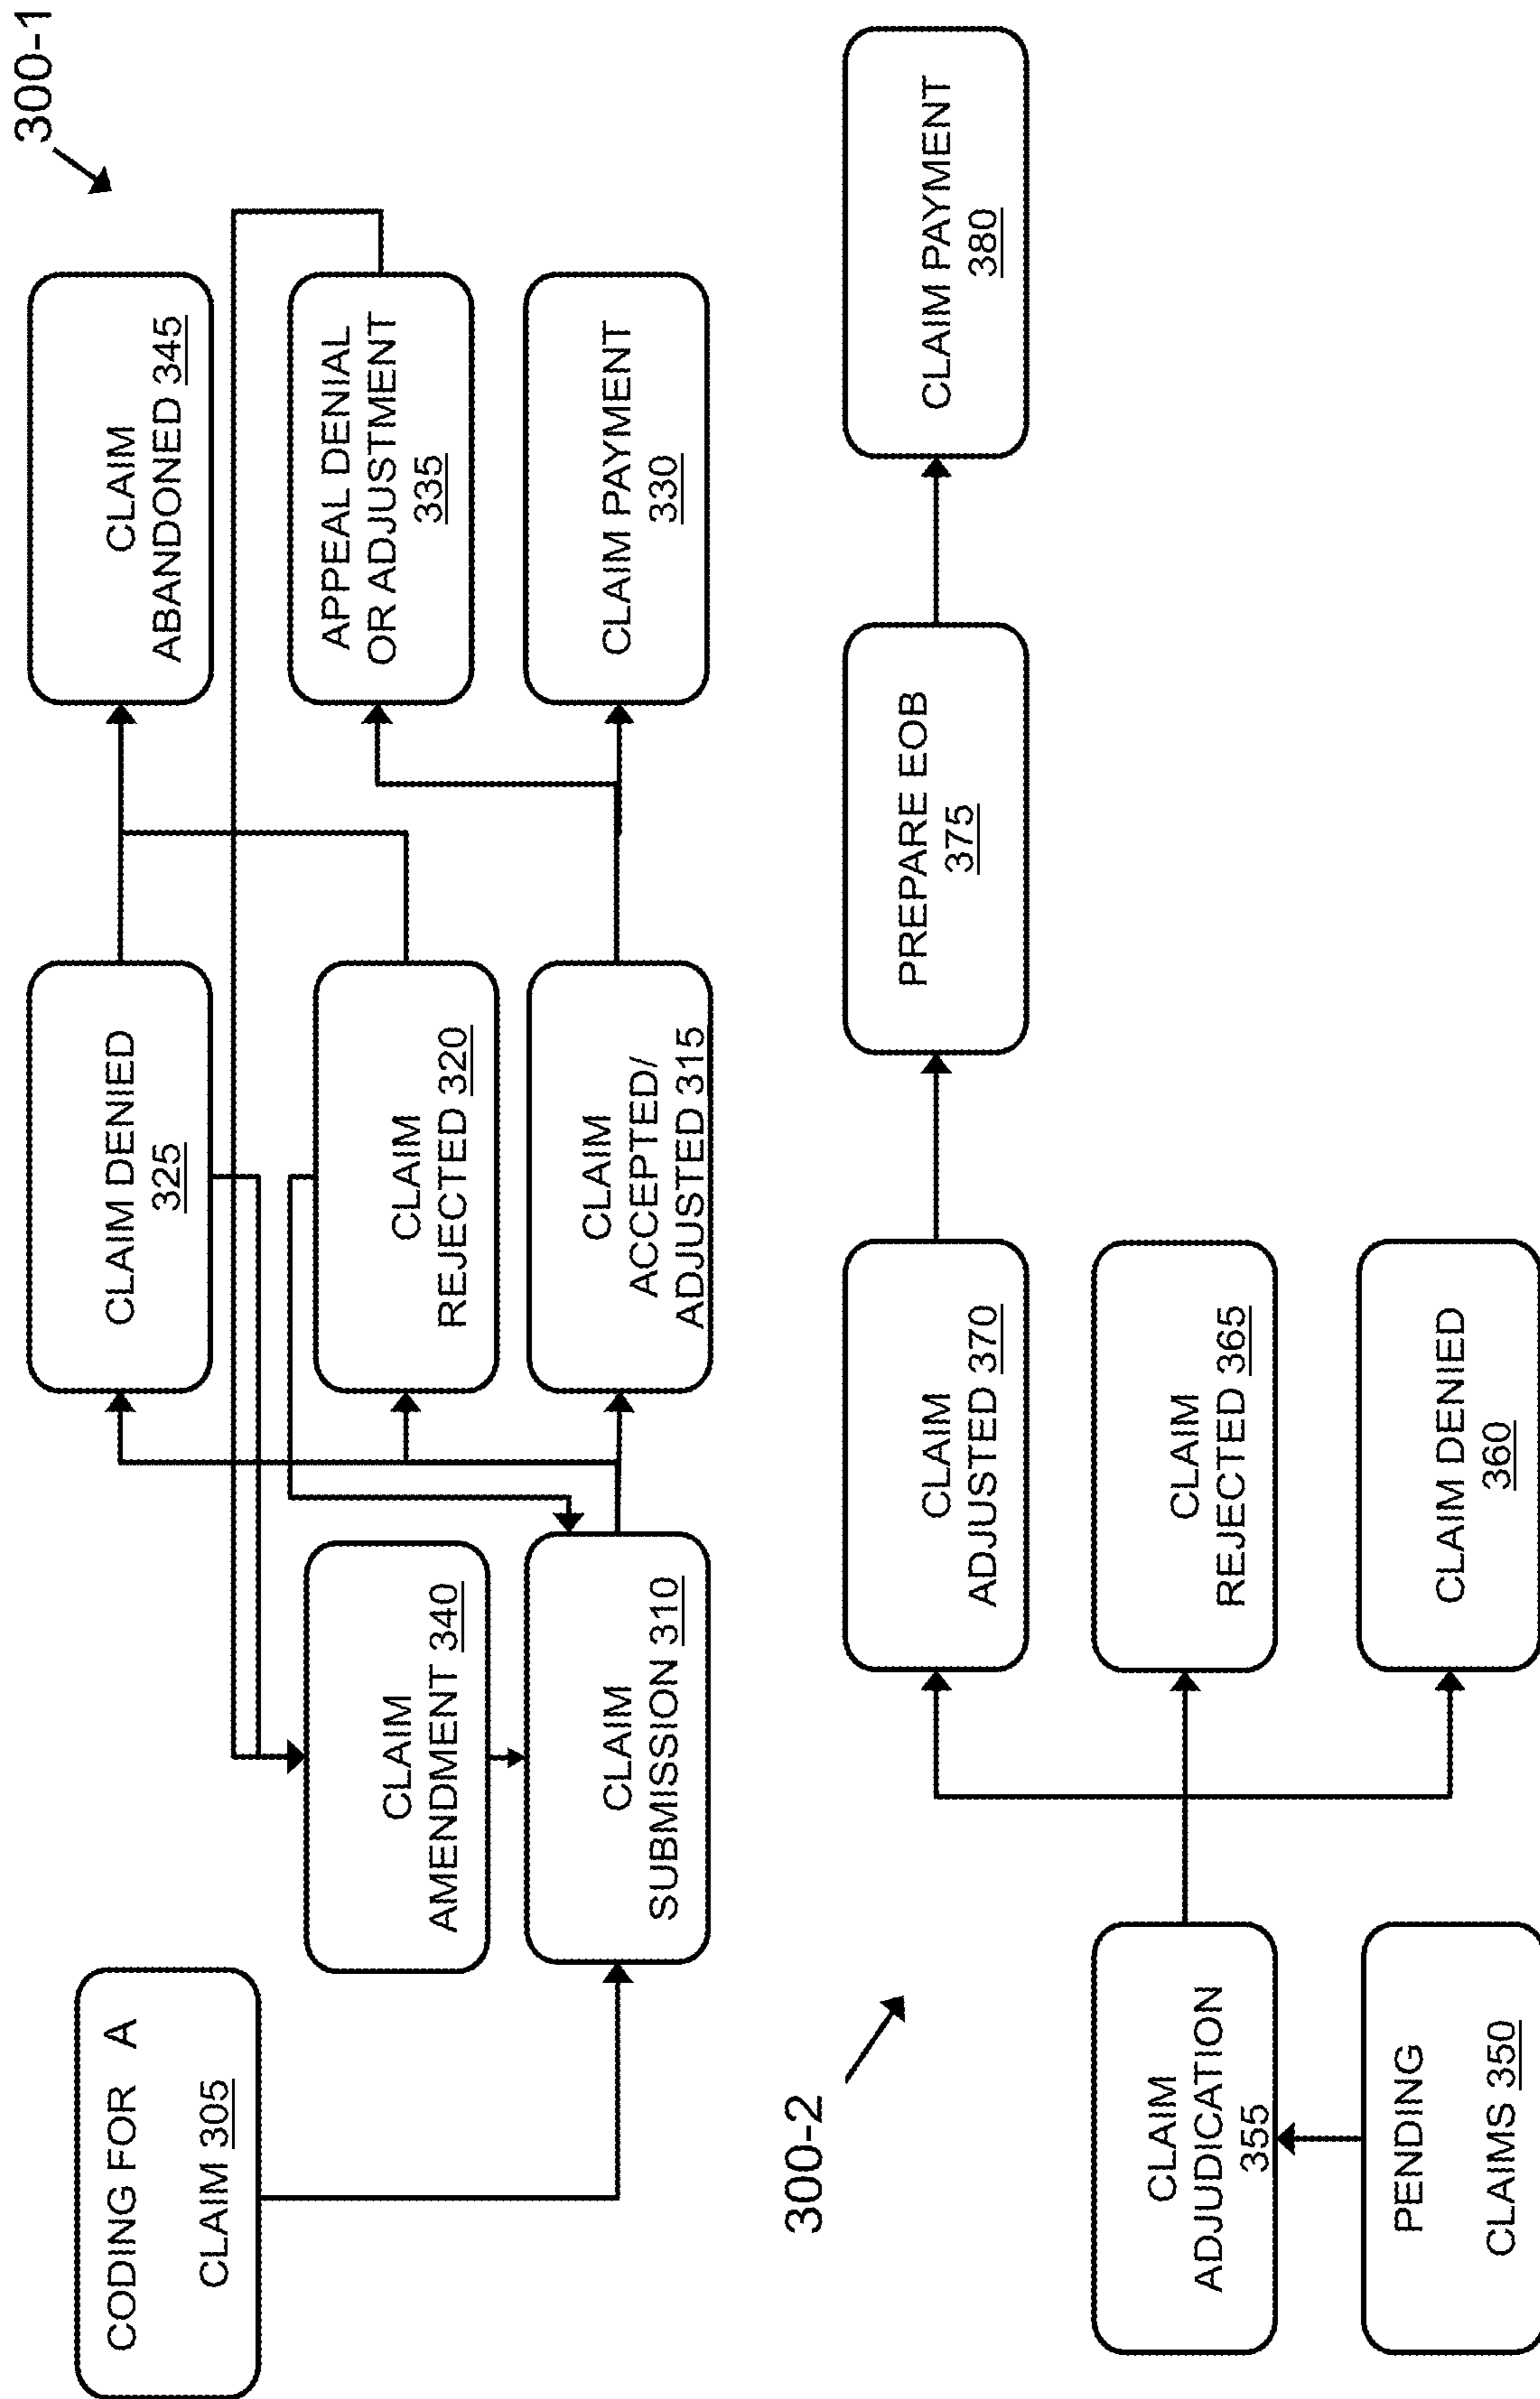 300-1
CODING FOR A
CLAIM 305
CLAIM
AMENDMENT 340
CLAIM
SUBMISSION 310
CLAIM DENIED
325
CLAIM
REJECTED 320
CLAIM
ACCEPTED/
ADJUSTED 315
CLAIM
ABANDONED 345
APPEAL DENIAL
OR ADJUSTMENT
335
CLAIM PAYMENT
330
300-2
CLAIM
ADJUDICATION
355
PENDING
CLAIMS 350
CLAIM
ADJUSTED 370
CLAIM
REJECTED 365
CLAIM DENIED
360
PREPARE EOB
375
CLAIM PAYMENT
380